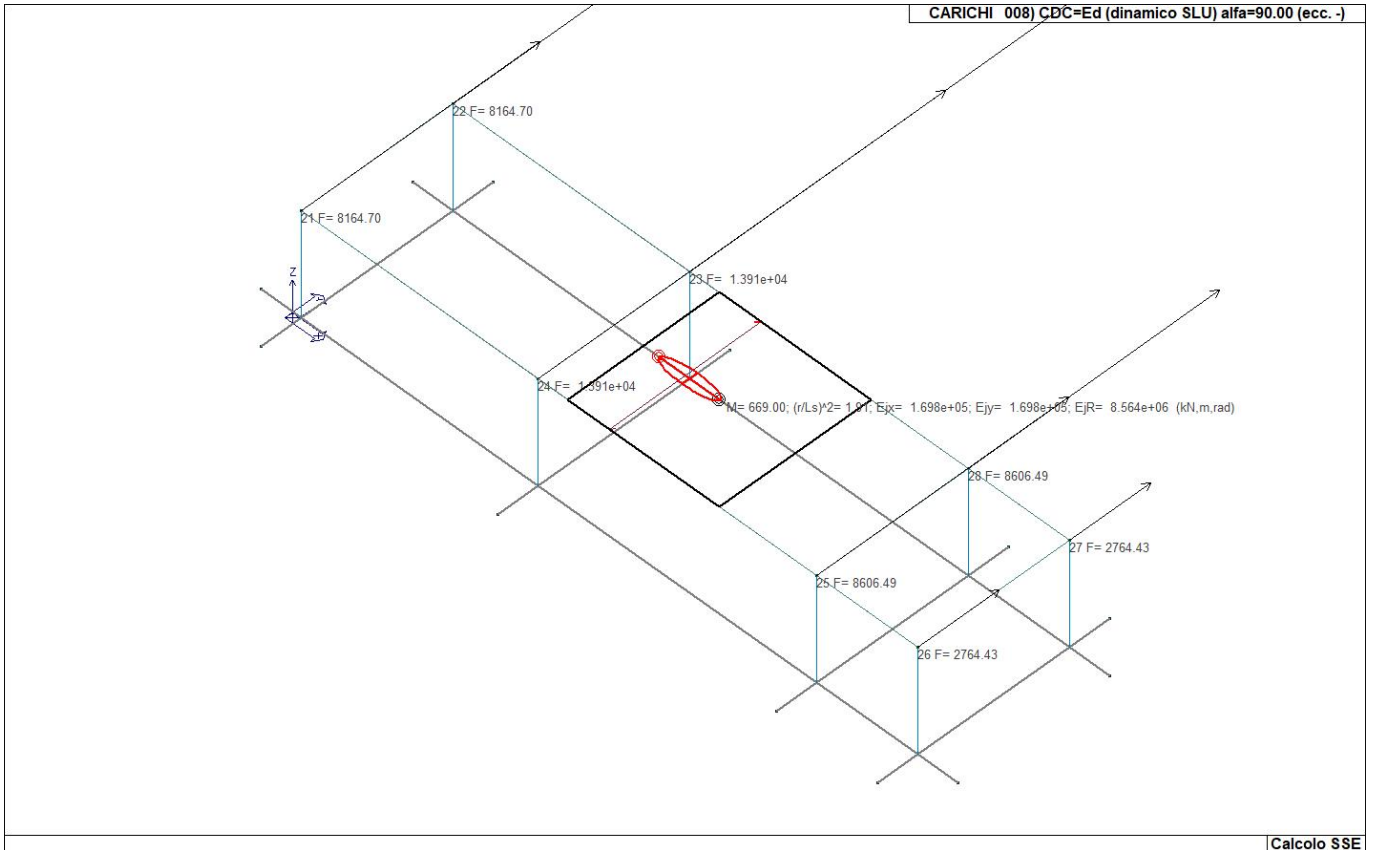 CARICHI 008) CDC=Ed (dinamico SLU) alfa=90.00 (ecc. -)
22 F= 8164.70
21 F= 8164.70
Z
23 F= 1.391e+04
24 F= 1.391e+04
M= 669.00; (r/Ls)^2= 1.91; Ejx= 1.698e+05; Ejy= 1.698e+05; EjR= 8.564e+06 (kN,m,rad)
28 F= 8606.49
27 F= 2764.43
25 F= 8606.49
26 F= 2764.43
Calcolo SSE